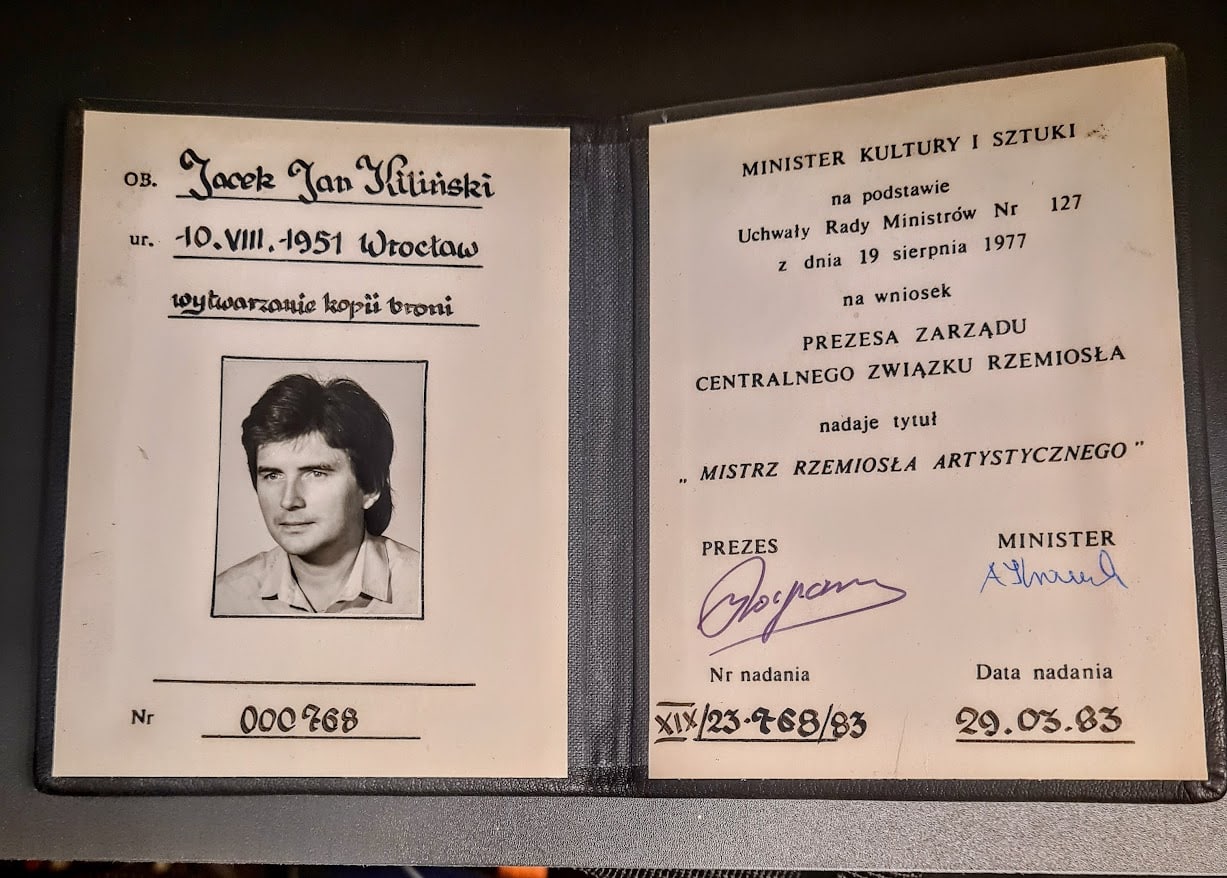 OB. Jacek Jan Kiliński
ur. 10.VIII.1951 Wrocław
wytwarzanie kopii broni
Nr 000768
MINISTER KULTURY I SZTUKI
na podstawie
Uchwały Rady Ministrów Nr 127
z dnia 19 sierpnia 1977
na wniosek
PREZESA ZARZĄDU
CENTRALNEGO ZWIĄZKU RZEMIOSŁA
nadaje tytuł
„ MISTRZ RZEMIOSŁA ARTYSTYCZNEGO ”
PREZES MINISTER
Nr nadania Data nadania
XIX/23-768/83 29.03.83